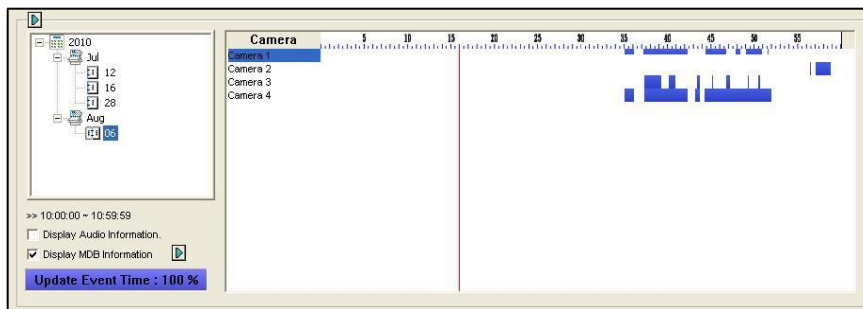 2010
Jul
12
16
28
Aug
06
>> 10:00:00 ~ 10:59:59
Display Audio Information.
Display MDB Information
Update Event Time : 100 %
Camera 5 10 15 20 25 30 35 40 45 50 55
Camera 1
Camera 2
Camera 3
Camera 4